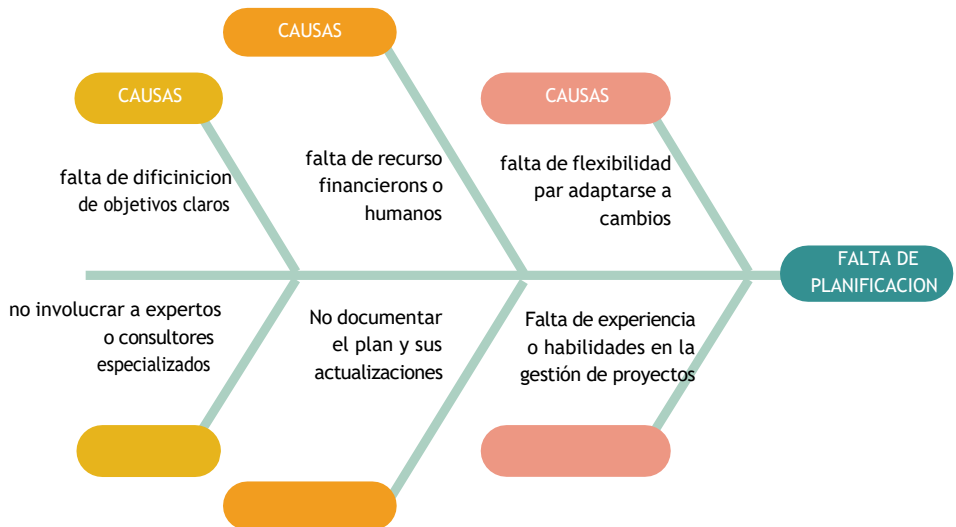 CAUSAS
CAUSAS
CAUSAS
falta de dificinicion
de objetivos claros
falta de recurso
financierons o
humanos
falta de flexibilidad
par adaptarse a
cambios
FALTA DE
PLANIFICACION
no involucrar a expertos
o consultores
especializados
No documentar
el plan y sus
actualizaciones
Falta de experiencia
o habilidades en la
gestión de proyectos